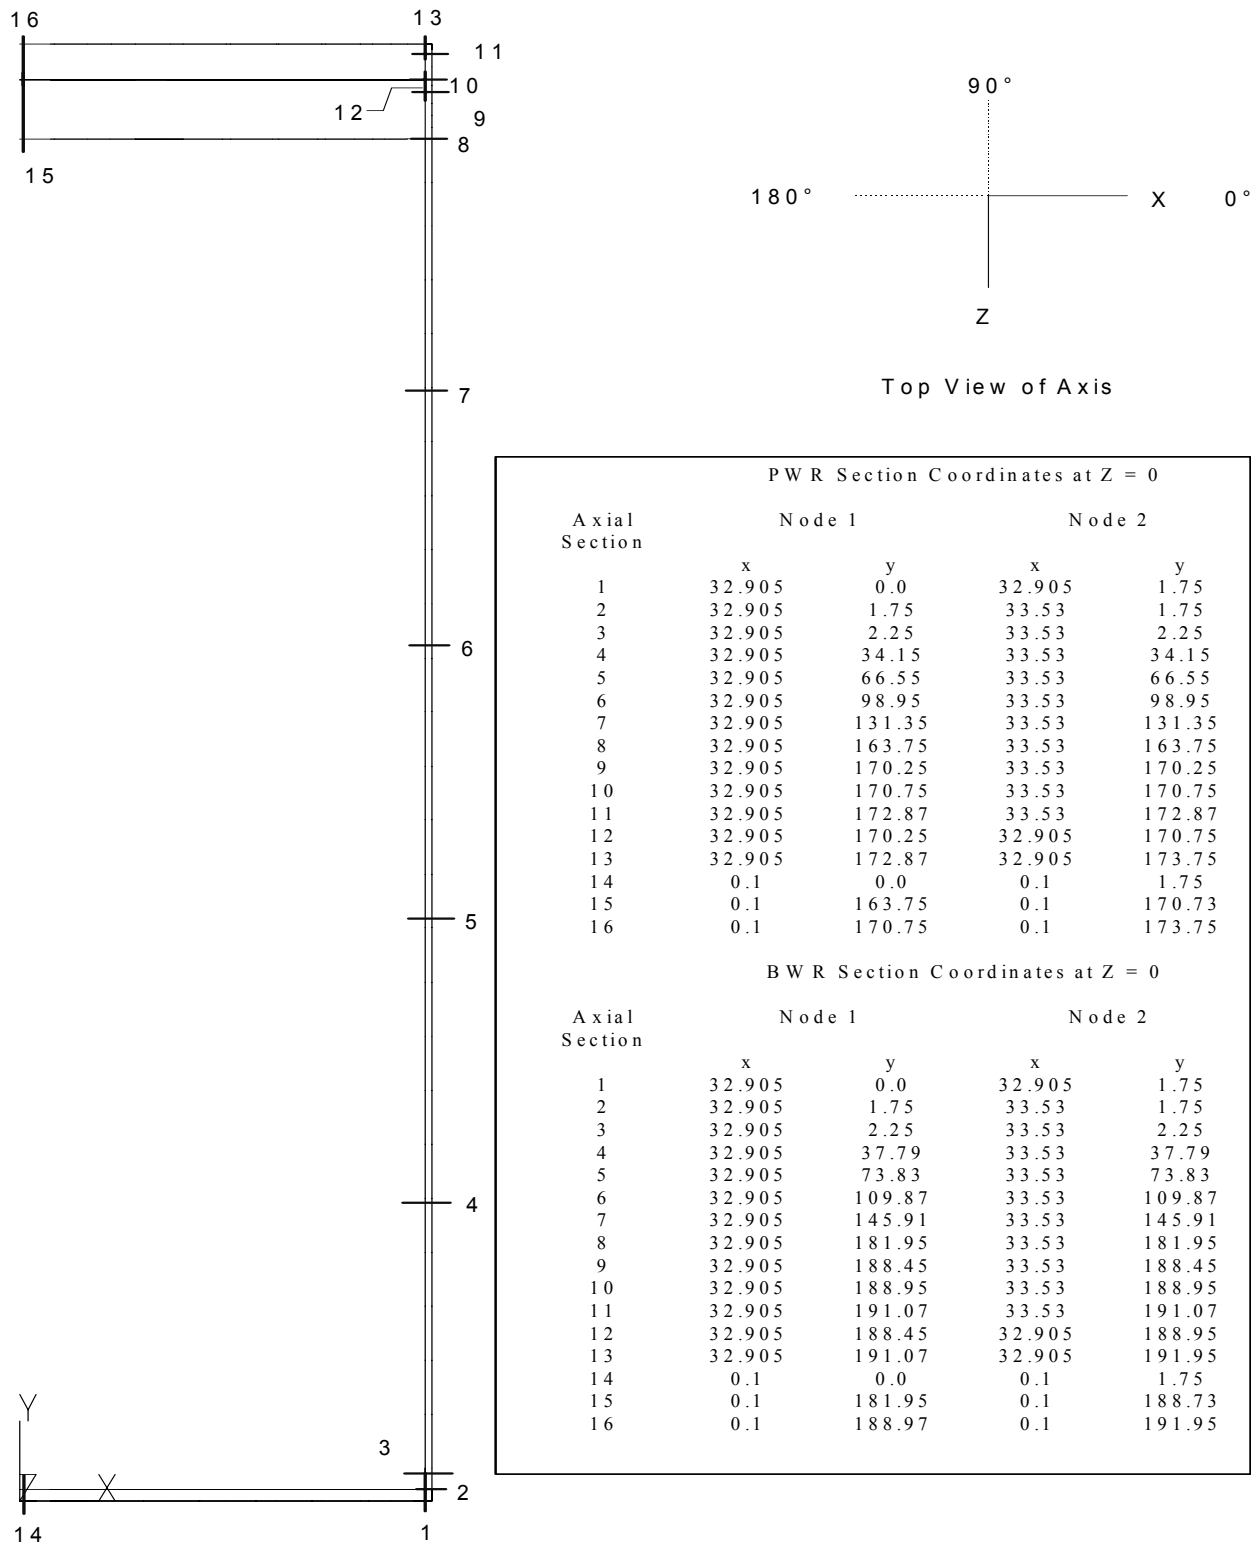 16 13
11
10
12
9
8
15
7
6
5
4
3
2
14 1
Y
Z X
90°
180° X 0°
Z
Top View of Axis
PWR Section Coordinates at Z = 0
Axial Node 1 Node 2
Section
x y x y
1 32.905 0.0 32.905 1.75
2 32.905 1.75 33.53 1.75
3 32.905 2.25 33.53 2.25
4 32.905 34.15 33.53 34.15
5 32.905 66.55 33.53 66.55
6 32.905 98.95 33.53 98.95
7 32.905 131.35 33.53 131.35
8 32.905 163.75 33.53 163.75
9 32.905 170.25 33.53 170.25
10 32.905 170.75 33.53 170.75
11 32.905 172.87 33.53 172.87
12 32.905 170.25 32.905 170.75
13 32.905 172.87 32.905 173.75
14 0.1 0.0 0.1 1.75
15 0.1 163.75 0.1 170.73
16 0.1 170.75 0.1 173.75
BWR Section Coordinates at Z = 0
Axial Node 1 Node 2
Section
x y x y
1 32.905 0.0 32.905 1.75
2 32.905 1.75 33.53 1.75
3 32.905 2.25 33.53 2.25
4 32.905 37.79 33.53 37.79
5 32.905 73.83 33.53 73.83
6 32.905 109.87 33.53 109.87
7 32.905 145.91 33.53 145.91
8 32.905 181.95 33.53 181.95
9 32.905 188.45 33.53 188.45
10 32.905 188.95 33.53 188.95
11 32.905 191.07 33.53 191.07
12 32.905 188.45 32.905 188.95
13 32.905 191.07 32.905 191.95
14 0.1 0.0 0.1 1.75
15 0.1 181.95 0.1 188.73
16 0.1 188.97 0.1 191.95